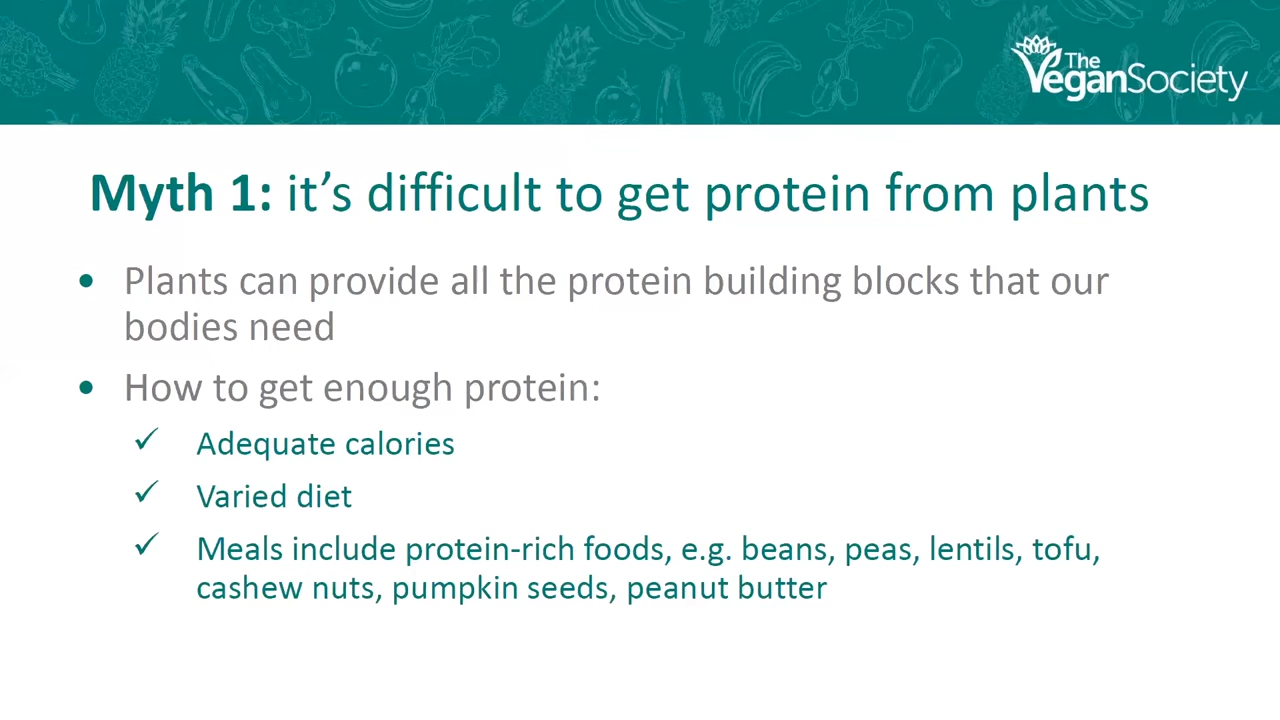 The
VeganSociety
Myth 1: it’s difficult to get protein from plants
• Plants can provide all the protein building blocks that our
bodies need
• How to get enough protein:
✓ Adequate calories
✓ Varied diet
✓ Meals include protein-rich foods, e.g. beans, peas, lentils, tofu,
cashew nuts, pumpkin seeds, peanut butter